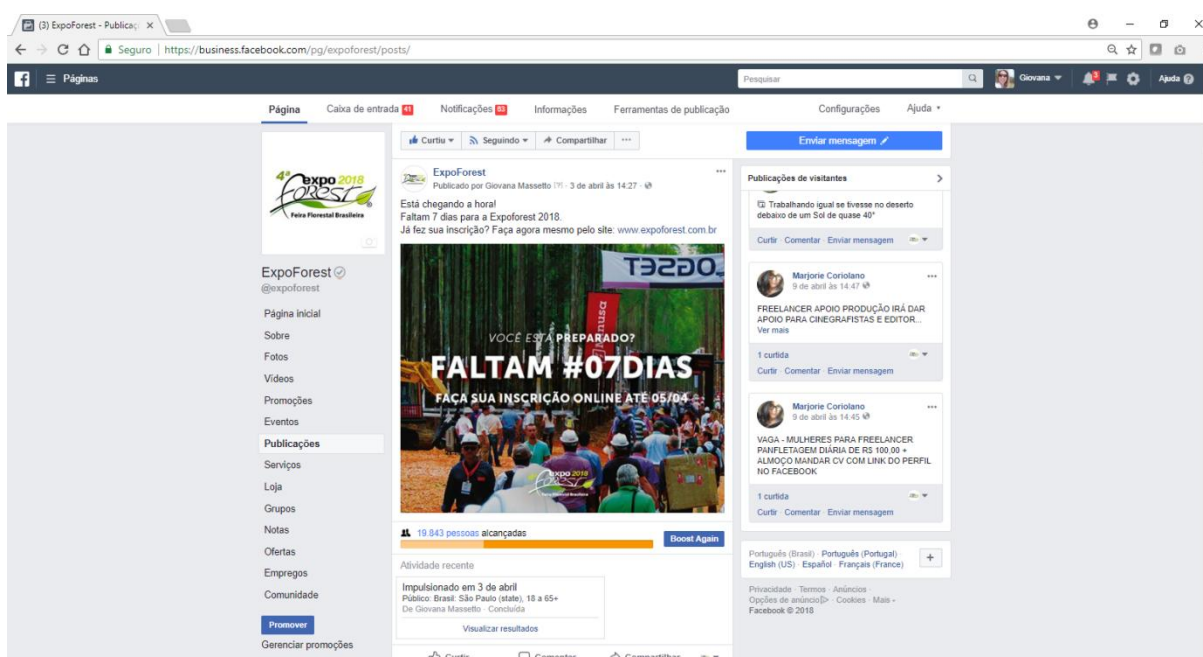 (3) ExpoForest - Publicaç
Seguro | https://business.facebook.com/pg/expoforest/posts/
Páginas
Pesquisar
Giovana
3
Ajuda
Página
Caixa de entrada 41
Notificações 83
Informações
Ferramentas de publicação
Configurações
Ajuda
4ª expo 2018
FOREST
Feira Florestal Brasileira
ExpoForest
@expoforest
Página inicial
Sobre
Fotos
Vídeos
Promoções
Eventos
Publicações
Serviços
Loja
Grupos
Notas
Ofertas
Empregos
Comunidade
Promover
Gerenciar promoções
Curtiu
Seguindo
Compartilhar
ExpoForest
Publicado por Giovana Massetto [?] · 3 de abril às 14:27 ·
Está chegando a hora!
Faltam 7 dias para a Expoforest 2018.
Já fez sua inscrição? Faça agora mesmo pelo site: www.expoforest.com.br
VOCÊ ESTÁ PREPARADO?
FALTAM #07DIAS
FAÇA SUA INSCRIÇÃO ONLINE ATÉ 05/04
expo 2018
FOREST
Feira Florestal Brasileira
19.843 pessoas alcançadas
Boost Again
Atividade recente
Impulsionado em 3 de abril
Público: Brasil: São Paulo (state), 18 a 65+
De Giovana Massetto · Concluída
Visualizar resultados
Curtir
Comentar
Compartilhar
Enviar mensagem
Publicações de visitantes
Trabalhando igual se tivesse no deserto
debaixo de um Sol de quase 40°
Curtir · Comentar · Enviar mensagem
Marjorie Coriolano
9 de abril às 14:47
FREELANCER APOIO PRODUÇÃO IRÁ DAR
APOIO PARA CINEGRAFISTAS E EDITOR...
Ver mais
1 curtida
Curtir · Comentar · Enviar mensagem
Marjorie Coriolano
9 de abril às 14:45
VAGA - MULHERES PARA FREELANCER
PANFLETAGEM DIÁRIA DE R$ 100,00 +
ALMOÇO MANDAR CV COM LINK DO PERFIL
NO FACEBOOK
1 curtida
Curtir · Comentar · Enviar mensagem
Português (Brasil) · Português (Portugal) ·
English (US) · Español · Français (France)
Privacidade · Termos · Anúncios ·
Opções de anúncio · Cookies · Mais
Facebook © 2018